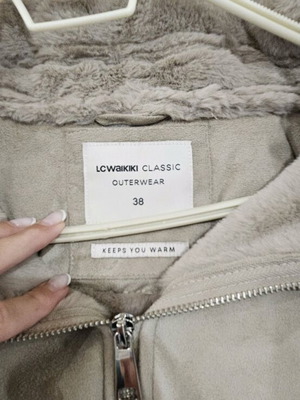 LCWAIKIKI CLASSIC
OUTERWEAR
38
KEEPS YOU WARM